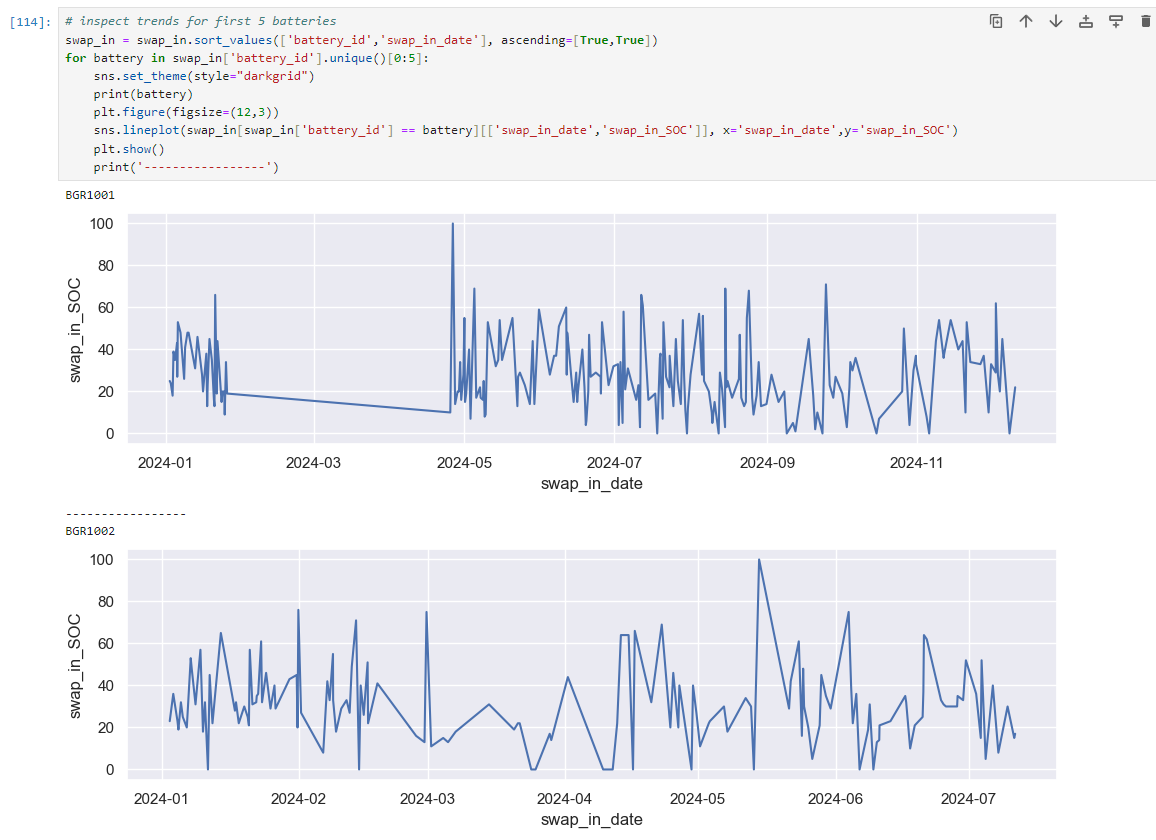 [114]:
# inspect trends for first 5 batteries
swap_in = swap_in.sort_values(['battery_id','swap_in_date'], ascending=[True,True])
for battery in swap_in['battery_id'].unique()[0:5]:
    sns.set_theme(style="darkgrid")
    print(battery)
    plt.figure(figsize=(12,3))
    sns.lineplot(swap_in[swap_in['battery_id'] == battery][['swap_in_date','swap_in_SOC']], x='swap_in_date',y='swap_in_SOC')
    plt.show()
    print('-----------------')
BGR1001
100
80
60
40
20
0
swap_in_SOC
2024-01 2024-03 2024-05 2024-07 2024-09 2024-11
swap_in_date
-----------------
BGR1002
100
80
60
40
20
0
swap_in_SOC
2024-01 2024-02 2024-03 2024-04 2024-05 2024-06 2024-07
swap_in_date